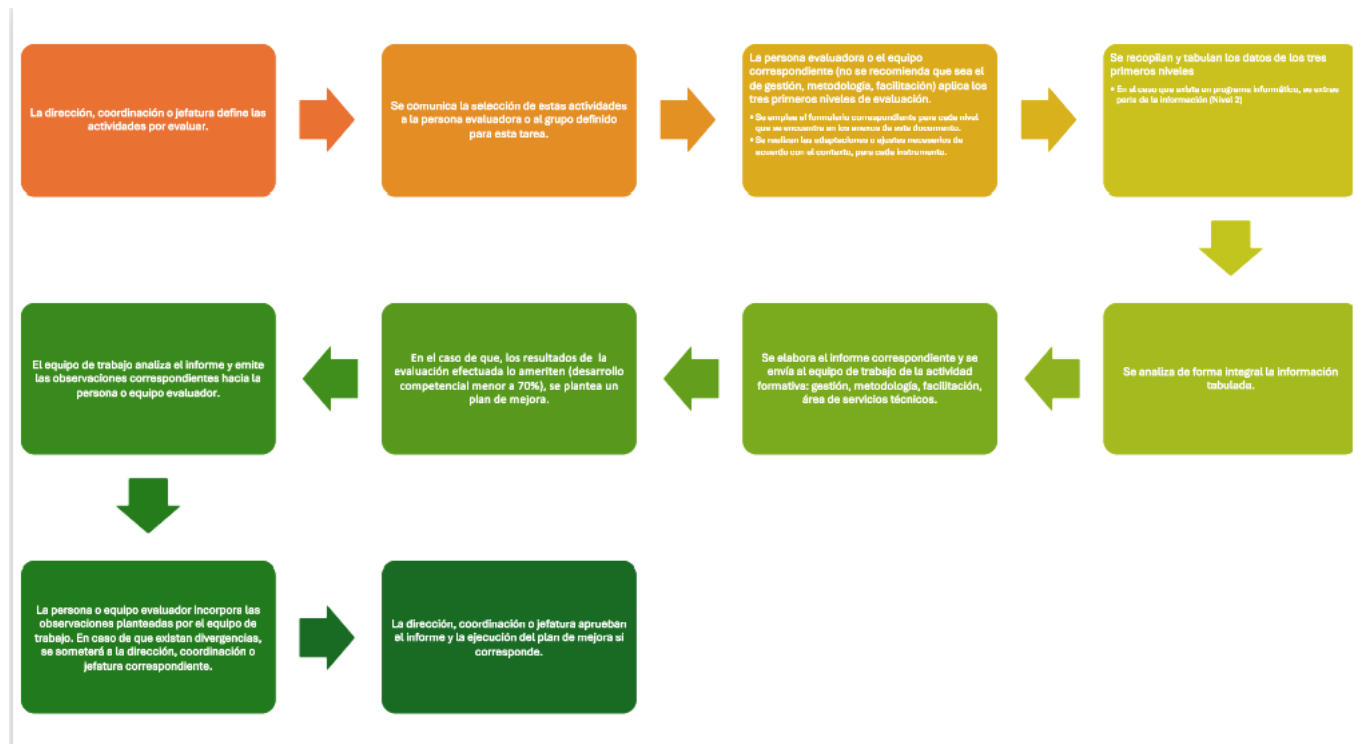 La dirección, coordinación o jefatura define las
actividades por evaluar.
Se comunica la selección de estas actividades
a la persona evaluadora o al grupo definido
para esta tarea.
La persona evaluadora o el equipo
correspondiente (no se recomienda que sea el
de gestión, metodología, facilitación) aplica los
tres primeros niveles de evaluación.
• Se emplea el formulario correspondiente para cada nivel
que se encuentra en los anexos de este documento.
• Se realizan las adaptaciones o ajustes necesarios de
acuerdo con el contexto, para cada instrumento.
Se recopilan y tabulan los datos de los tres
primeros niveles
• En el caso que exista un programa informático, se extrae
parte de la información (Nivel 2)
Se analiza de forma integral la información
tabulada.
Se elabora el informe correspondiente y se
envía al equipo de trabajo de la actividad
formativa: gestión, metodología, facilitación,
área de servicios técnicos.
En el caso de que, los resultados de la
evaluación efectuada lo ameriten (desarrollo
competencial menor a 70%), se plantea un
plan de mejora.
El equipo de trabajo analiza el informe y emite
las observaciones correspondientes hacia la
persona o equipo evaluador.
La persona o equipo evaluador incorpora las
observaciones planteadas por el equipo de
trabajo. En caso de que existan divergencias,
se someterá a la dirección, coordinación o
jefatura correspondiente.
La dirección, coordinación o jefatura aprueban
el informe y la ejecución del plan de mejora si
corresponde.